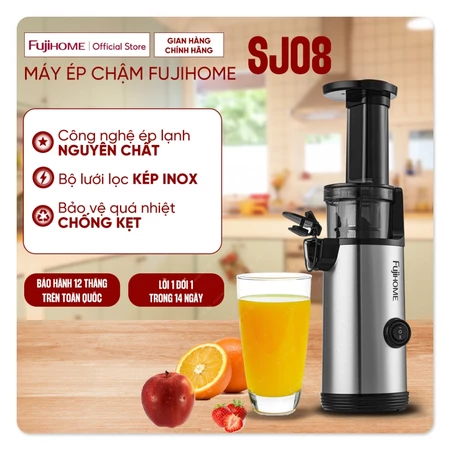 FujiHOME | Official Store
GIAN HÀNG
CHÍNH HÃNG
MÁY ÉP CHẬM FUJIHOME SJ08
Công nghệ ép lạnh
NGUYÊN CHẤT
Bộ lưới lọc KÉP INOX
Bảo vệ quá nhiệt
CHỐNG KẸT
BẢO HÀNH 12 THÁNG
TRÊN TOÀN QUỐC
LỖI 1 ĐỔI 1
TRONG 14 NGÀY
FujiHOME